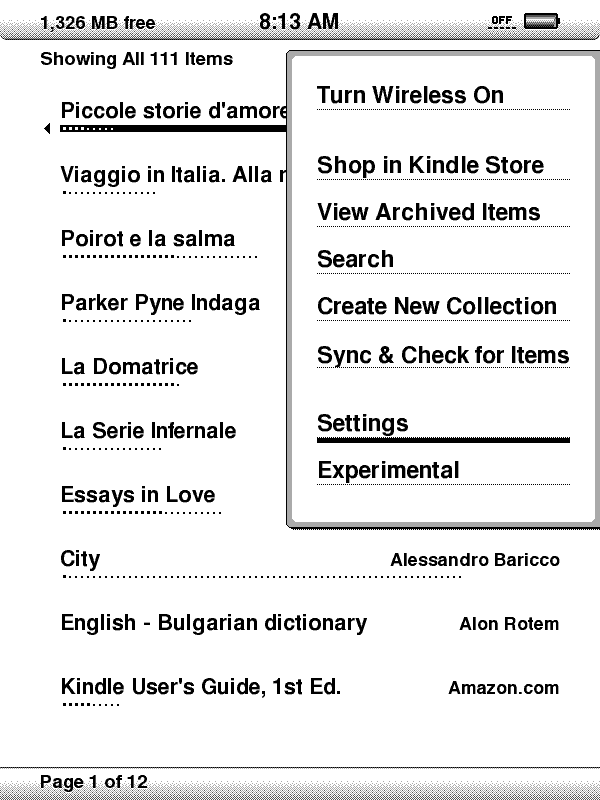 1,326 MB free 8:13 AM OFF
Showing All 111 Items
Piccole storie d'amore
Viaggio in Italia. Alla
Poirot e la salma
Parker Pyne Indaga
La Domatrice
La Serie Infernale
Essays in Love
City Alessandro Baricco
English - Bulgarian dictionary Alon Rotem
Kindle User's Guide, 1st Ed. Amazon.com
Turn Wireless On
Shop in Kindle Store
View Archived Items
Search
Create New Collection
Sync & Check for Items
Settings
Experimental
Page 1 of 12